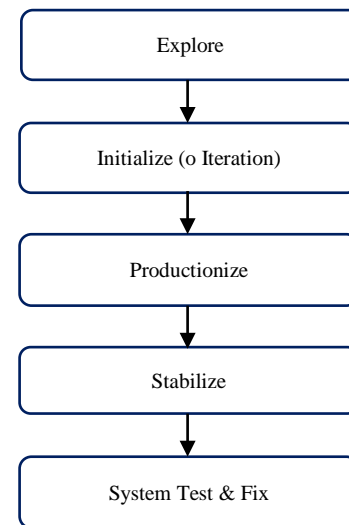 Explore
Initialize (o Iteration)
Productionize
Stabilize
System Test & Fix